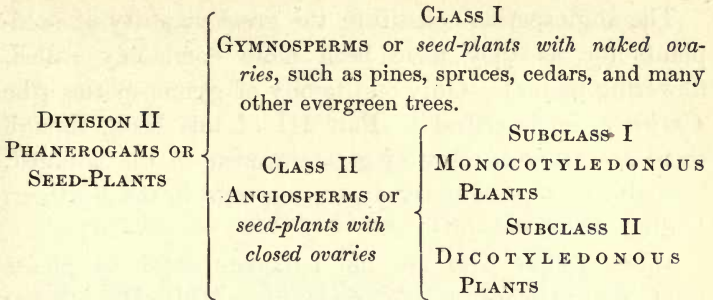 CLASS I
GYMNOSPERMS or seed-plants with naked ova-
ries, such as pines, spruces, cedars, and many
other evergreen trees.
DIVISION II
PHANEROGAMS OR
SEED-PLANTS
CLASS II
ANGIOSPERMS or
seed-plants with
closed ovaries
SUBCLASS I
MONOCOTYLEDONOUS
PLANTS
SUBCLASS II
DICOTYLEDONOUS
PLANTS